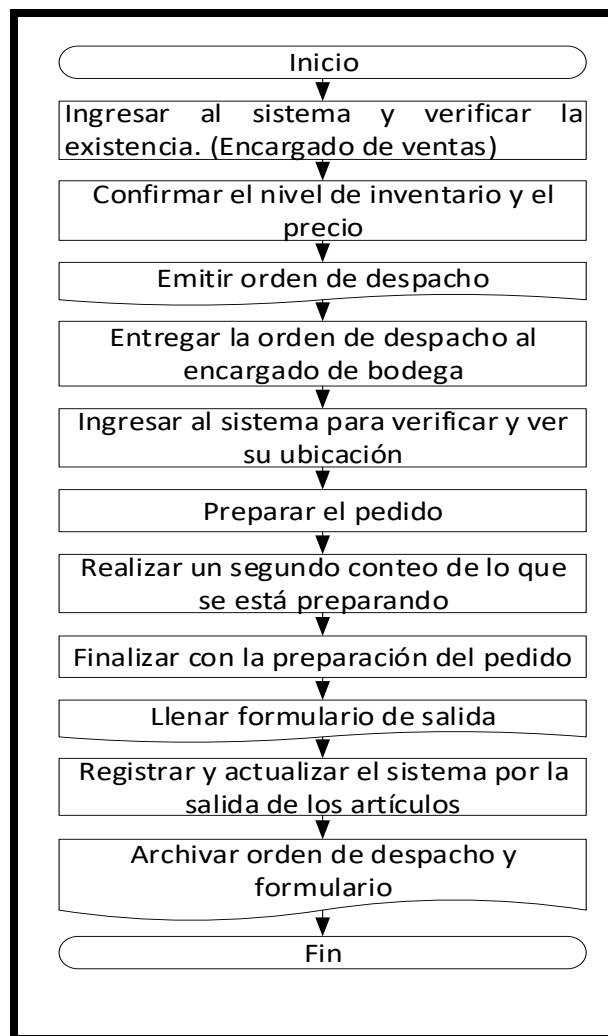 Inicio
Ingresar al sistema y verificar la
existencia. (Encargado de ventas)
Confirmar el nivel de inventario y el
precio
Emitir orden de despacho
Entregar la orden de despacho al
encargado de bodega
Ingresar al sistema para verificar y ver
su ubicación
Preparar el pedido
Realizar un segundo conteo de lo que
se está preparando
Finalizar con la preparación del pedido
Llenar formulario de salida
Registrar y actualizar el sistema por la
salida de los artículos
Archivar orden de despacho y
formulario
Fin